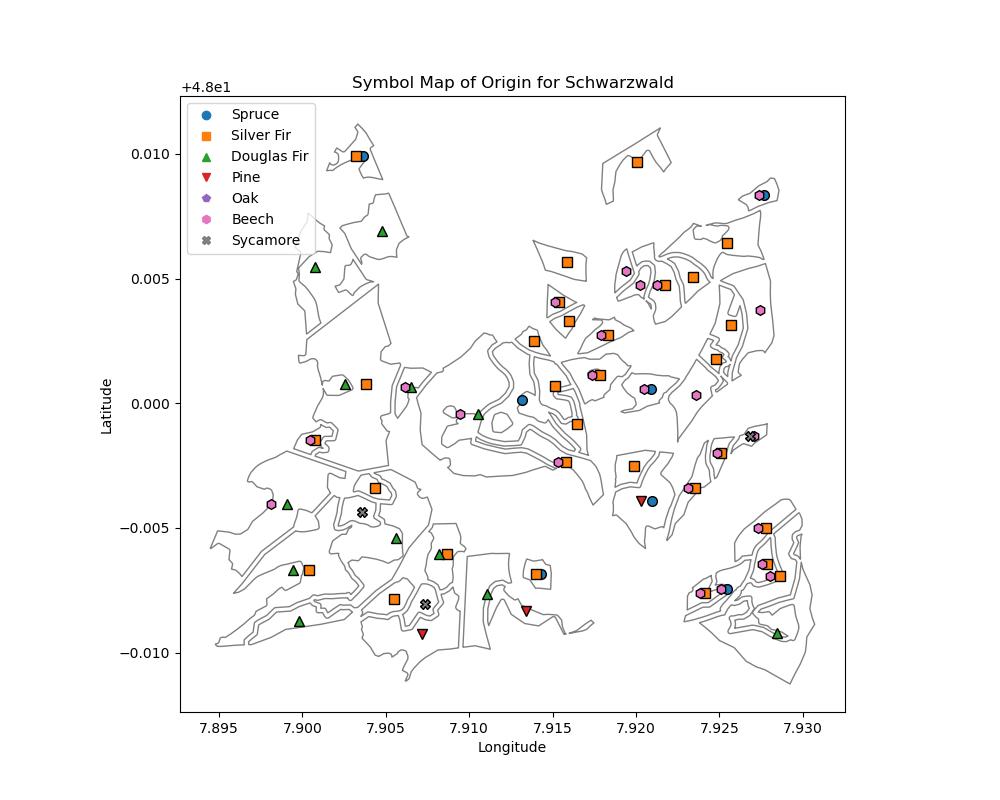 Symbol Map of Origin for Schwarzwald
+4.8e1
Spruce
Silver Fir
Douglas Fir
Pine
Oak
Beech
Sycamore
0.010
0.005
0.000
−0.005
−0.010
Latitude
7.895 7.900 7.905 7.910 7.915 7.920 7.925 7.930
Longitude